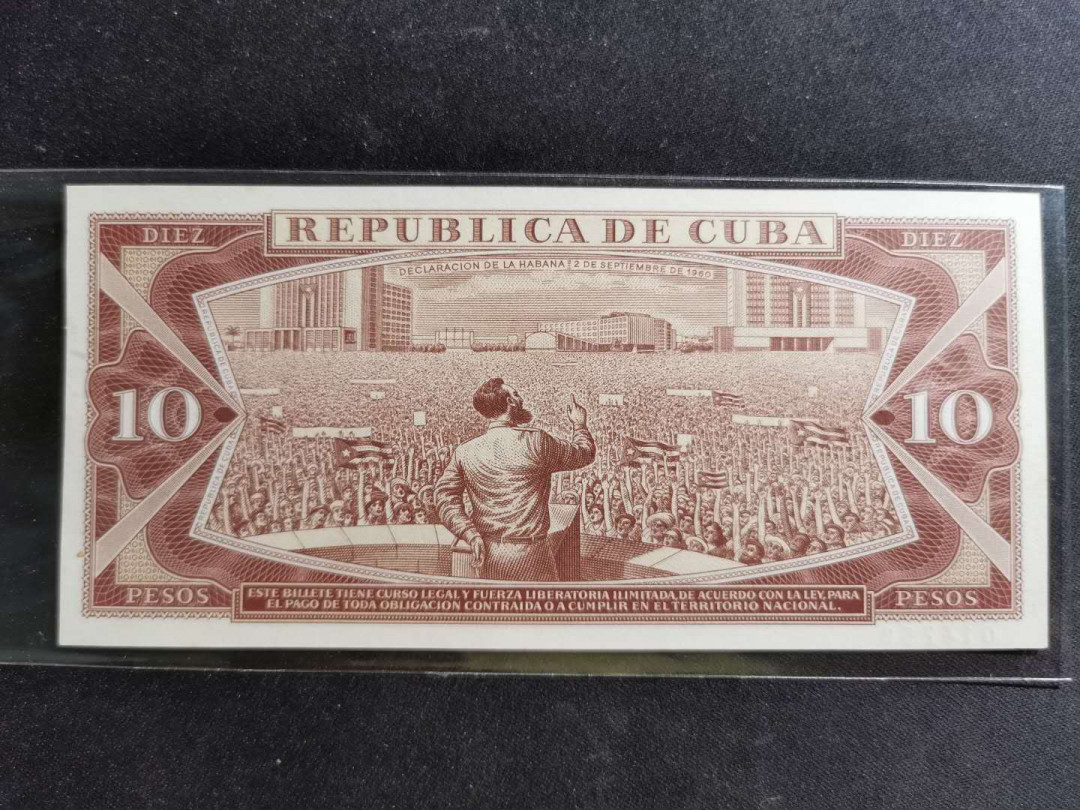 REPUBLICA DE CUBA
DIEZ
DIEZ
DECLARACION DE LA HABANA 2 DE SEPTIEMBRE DE 1960
10
10
PESOS
PESOS
ESTE BILLETE TIENE CURSO LEGAL Y FUERZA LIBERATORIA ILIMITADA, DE ACUERDO CON LA LEY, PARA
EL PAGO DE TODA OBLIGACION CONTRAIDA O A CUMPLIR EN EL TERRITORIO NACIONAL.